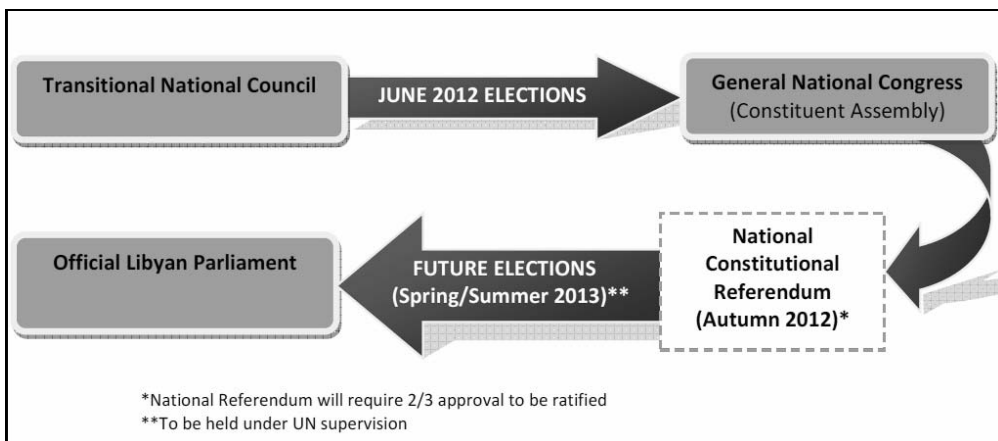 Transitional National Council
JUNE 2012 ELECTIONS
General National Congress
(Constituent Assembly)
National
Constitutional
Referendum
(Autumn 2012)*
FUTURE ELECTIONS
(Spring/Summer 2013)**
Official Libyan Parliament
*National Referendum will require 2/3 approval to be ratified
**To be held under UN supervision